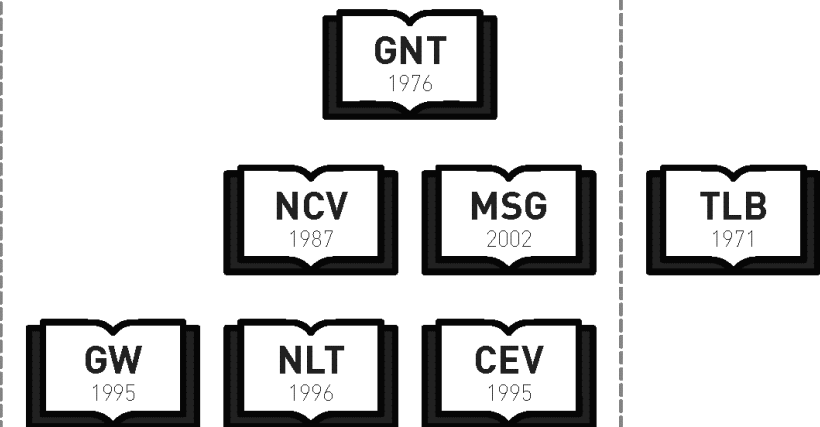 GNT
1976
NCV
1987
MSG
2002
TLB
1971
GW
1995
NLT
1996
CEV
1995